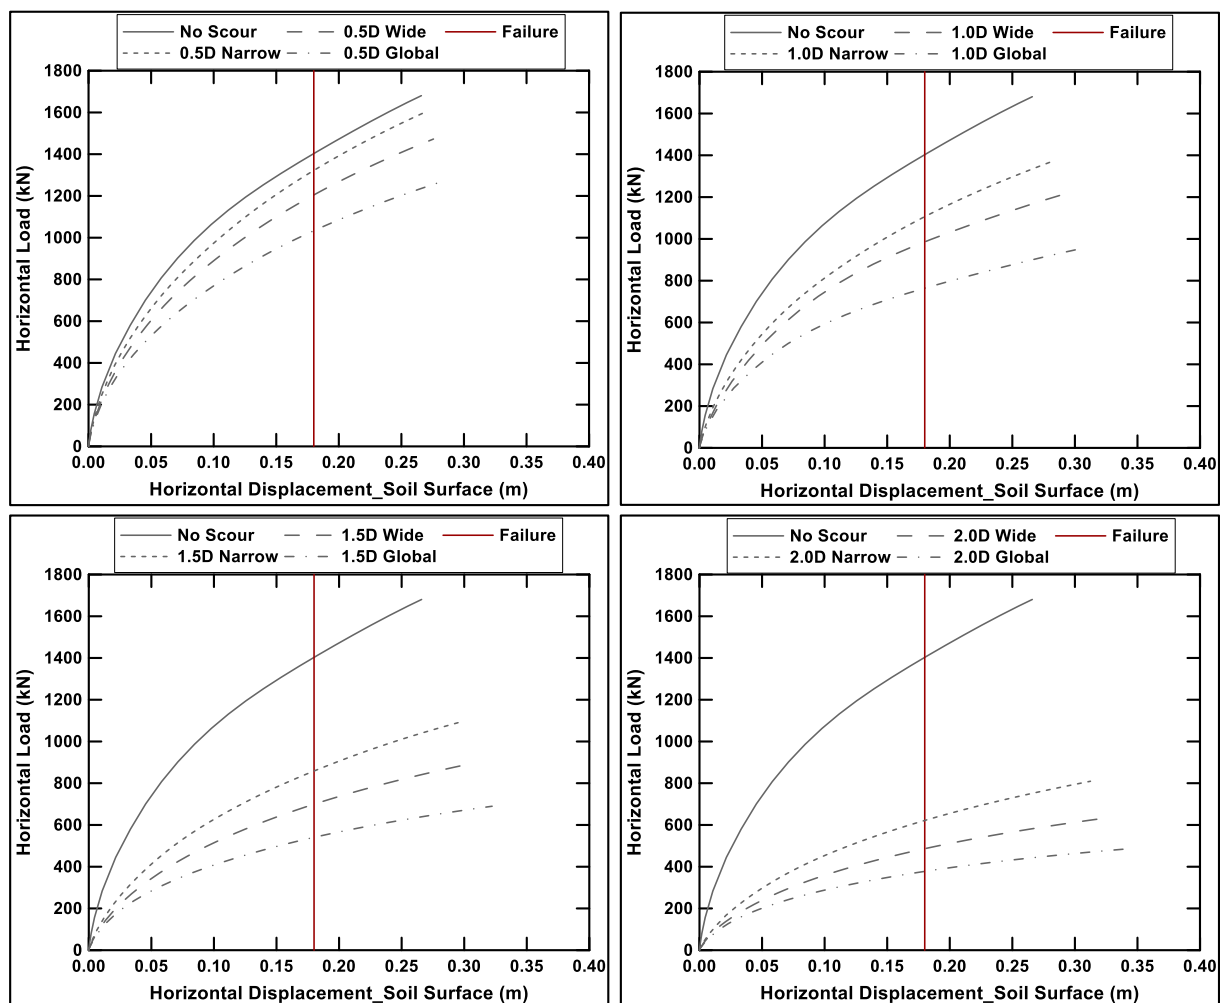 No Scour 0.5D Wide Failure
0.5D Narrow 0.5D Global
1800
1600
1400
1200
1000
800
600
400
200
0
Horizontal Load (kN)
0.00 0.05 0.10 0.15 0.20 0.25 0.30 0.35 0.40
Horizontal Displacement_Soil Surface (m)
No Scour 1.0D Wide Failure
1.0D Narrow 1.0D Global
1800
1600
1400
1200
1000
800
600
400
200
0
Horizontal Load (kN)
0.00 0.05 0.10 0.15 0.20 0.25 0.30 0.35 0.40
Horizontal Displacement_Soil Surface (m)
No Scour 1.5D Wide Failure
1.5D Narrow 1.5D Global
1800
1600
1400
1200
1000
800
600
400
200
0
Horizontal Load (kN)
0.00 0.05 0.10 0.15 0.20 0.25 0.30 0.35 0.40
Horizontal Displacement_Soil Surface (m)
No Scour 2.0D Wide Failure
2.0D Narrow 2.0D Global
1800
1600
1400
1200
1000
800
600
400
200
0
Horizontal Load (kN)
0.00 0.05 0.10 0.15 0.20 0.25 0.30 0.35 0.40
Horizontal Displacement_Soil Surface (m)